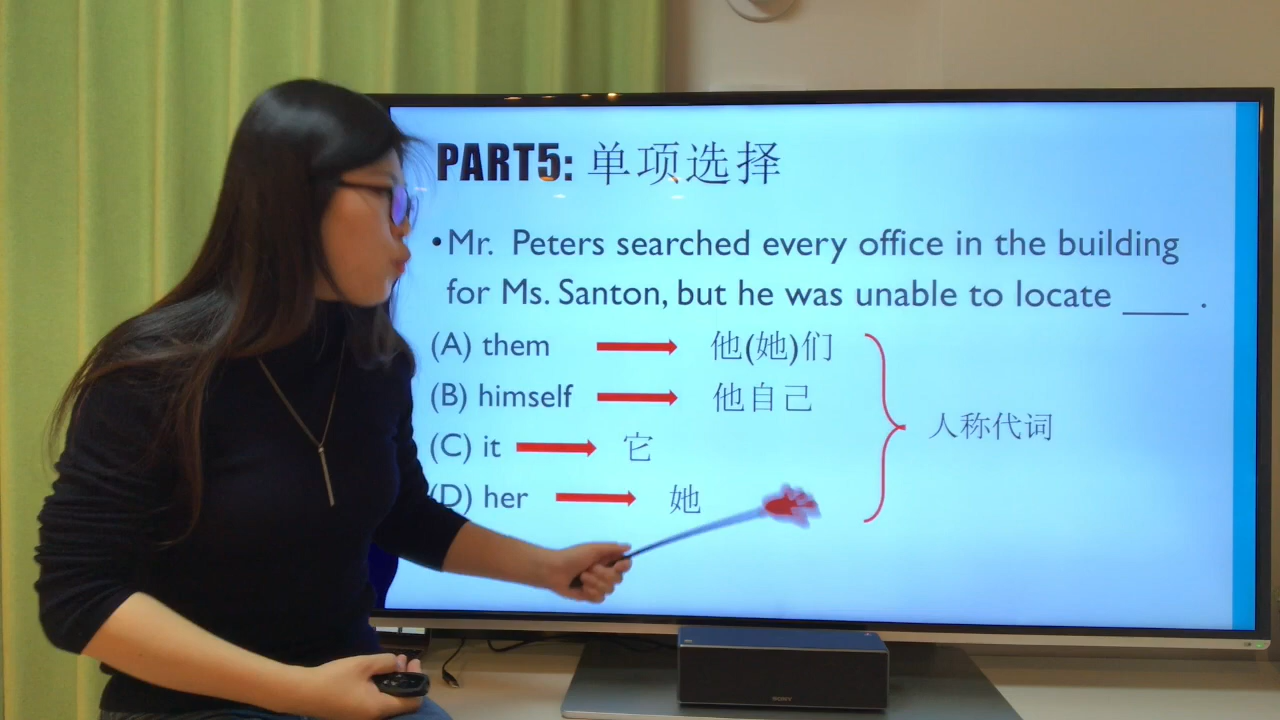 PART5: 单项选择
•Mr. Peters searched every office in the building
for Ms. Santon, but he was unable to locate ____ .
(A) them 他(她)们
(B) himself 他自己
人称代词
(C) it 它
(D) her 她
SONY